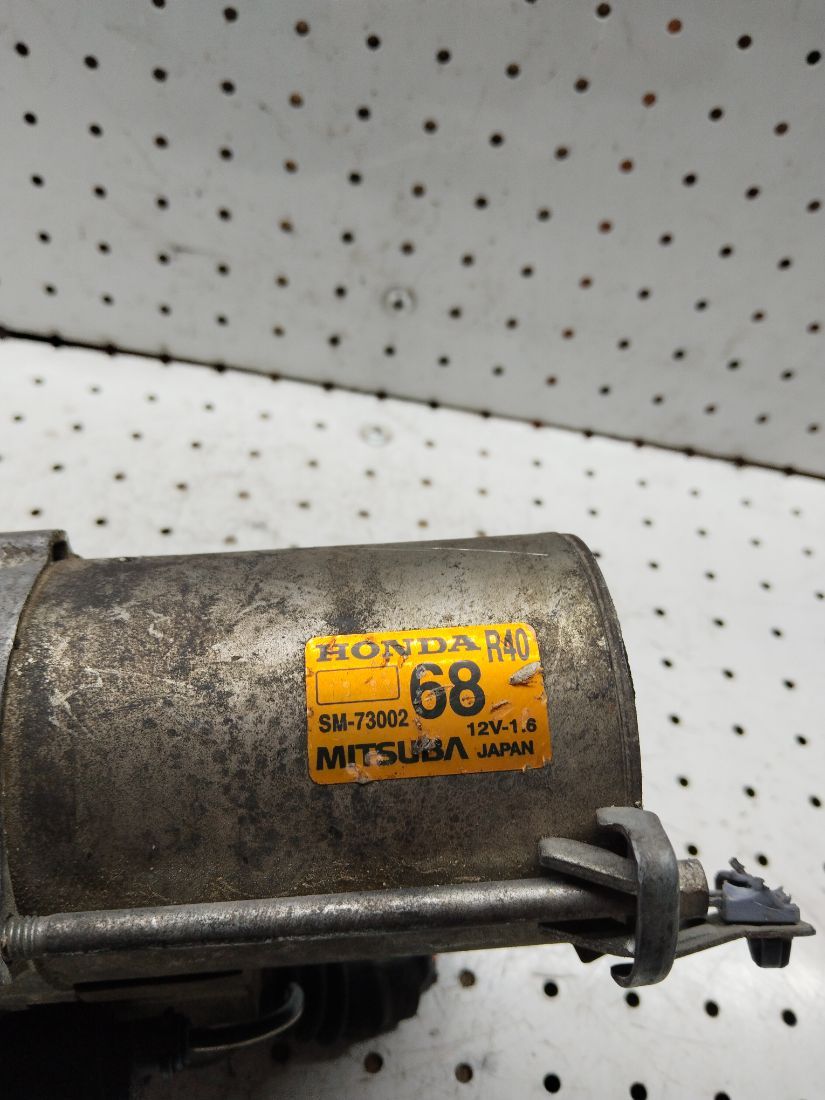 HONDA R40
68
SM-73002
12V-1.6
MITSUBA JAPAN